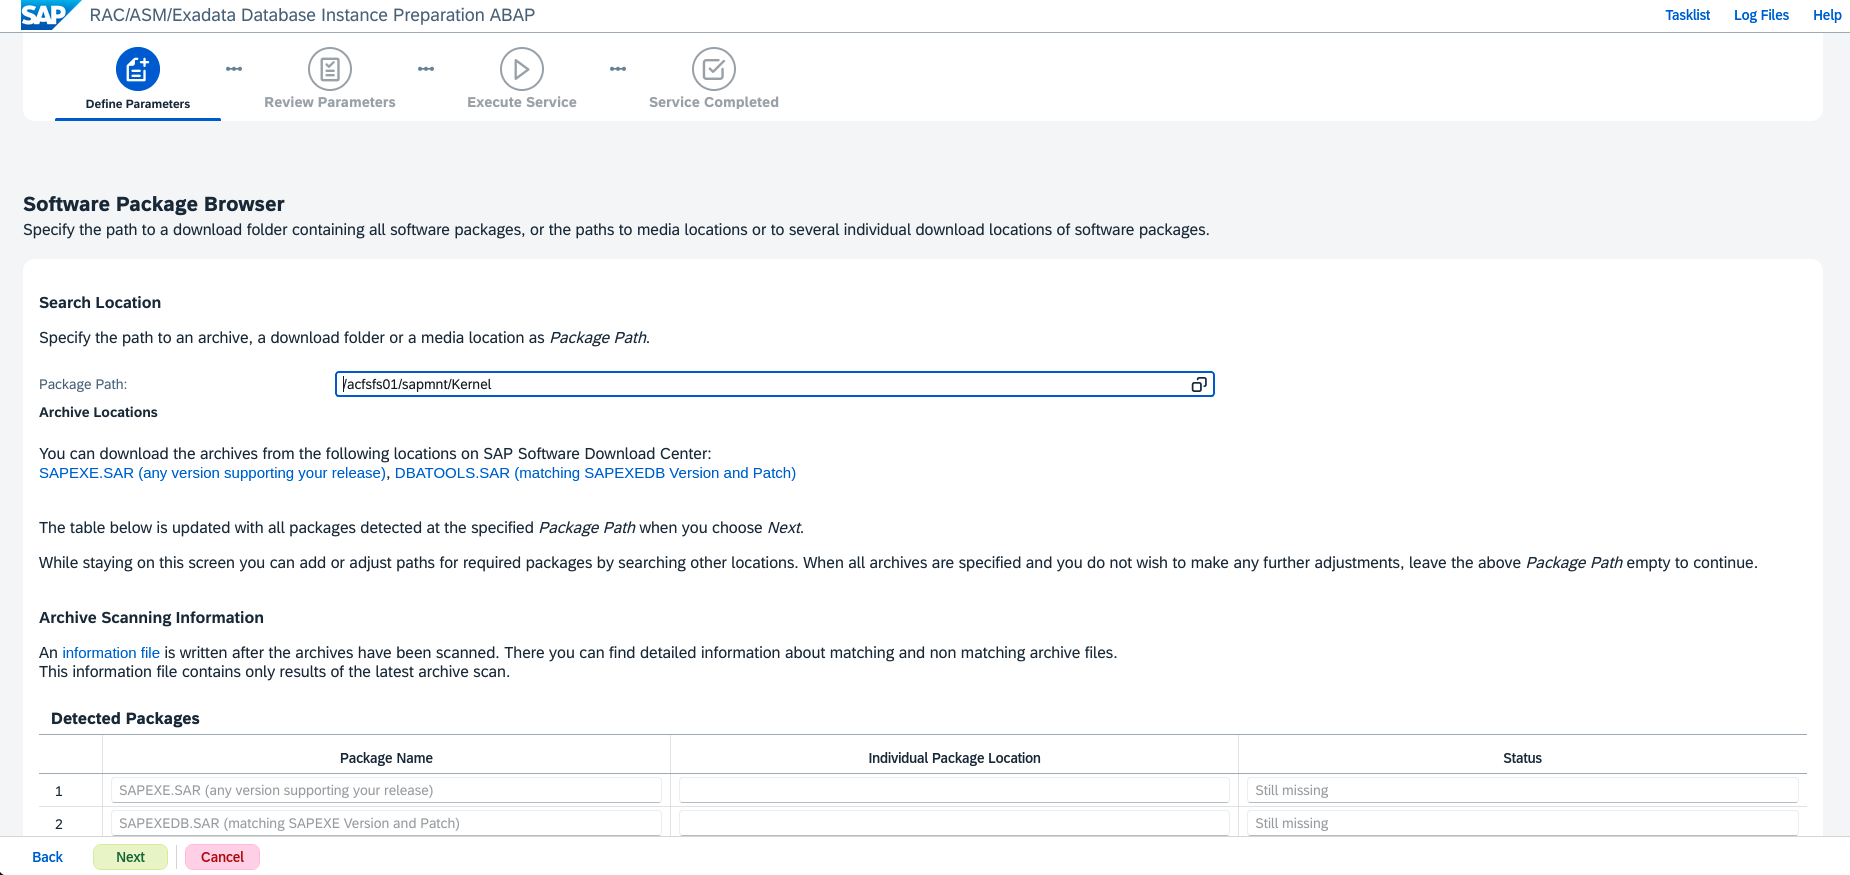 SAP RAC/ASM/Exadata Database Instance Preparation ABAP Tasklist Log Files Help
Define Parameters Review Parameters Execute Service Service Completed
Software Package Browser
Specify the path to a download folder containing all software packages, or the paths to media locations or to several individual download locations of software packages.
Search Location
Specify the path to an archive, a download folder or a media location as Package Path.
Package Path: /acfsfs01/sapmnt/Kernel
Archive Locations
You can download the archives from the following locations on SAP Software Download Center:
SAPEXE.SAR (any version supporting your release), DBATOOLS.SAR (matching SAPEXEDB Version and Patch)
The table below is updated with all packages detected at the specified Package Path when you choose Next.
While staying on this screen you can add or adjust paths for required packages by searching other locations. When all archives are specified and you do not wish to make any further adjustments, leave the above Package Path empty to continue.
Archive Scanning Information
An information file is written after the archives have been scanned. There you can find detailed information about matching and non matching archive files.
This information file contains only results of the latest archive scan.
Detected Packages
Package Name Individual Package Location Status
1 SAPEXE.SAR (any version supporting your release) Still missing
2 SAPEXEDB.SAR (matching SAPEXE Version and Patch) Still missing
Back Next Cancel